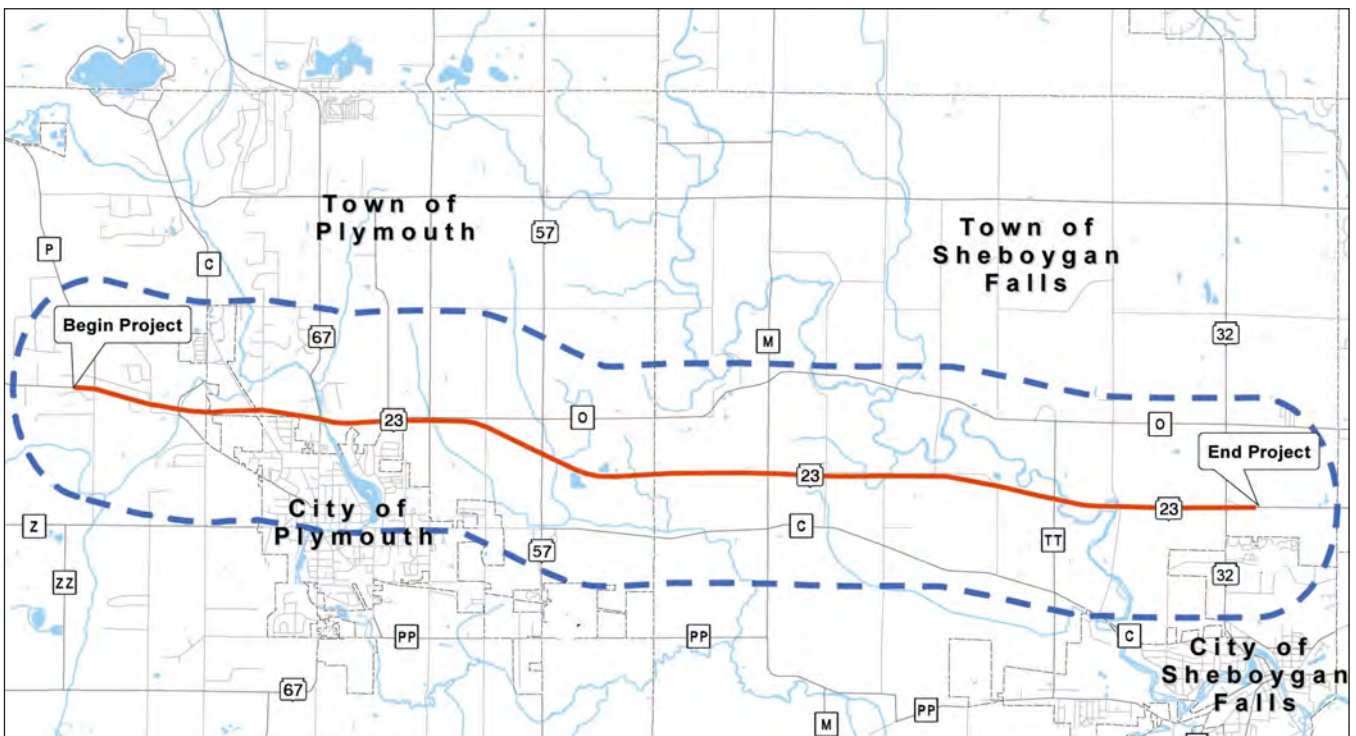 Town of
Plymouth
57
Town of
Sheboygan
Falls
P
C
Begin Project
67
M
32
23
O
O
End Project
23
23
City of
Plymouth
Z
C
TT
57
ZZ
32
PP
PP
C
City of
Sheboygan
Falls
67
M
PP